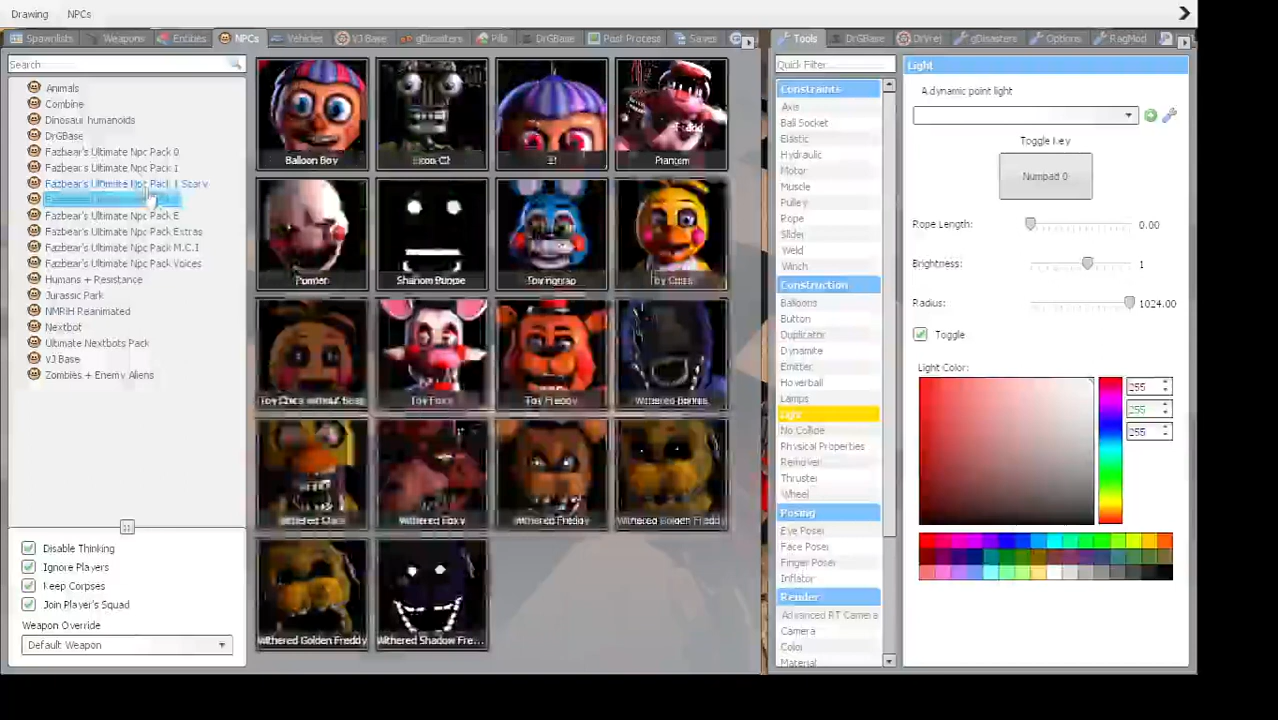 Drawing NPCs
Spawnlists Weapons Entities NPCs Vehicles VJ Base gDisasters Pills DrGBase Post Process Saves
Tools DrGBase gDisasters Options RagMod
Search
Animals
Combine
Dinosaur humanoids
DrGBase
Fazbear's Ultimate Npc Pack 0
Fazbear's Ultimate Npc Pack 1
Fazbear's Ultimate Npc Pack 1 Scary
Fazbear's Ultimate Npc Pack E
Fazbear's Ultimate Npc Pack Extras
Fazbear's Ultimate Npc Pack M.C.I
Fazbear's Ultimate Npc Pack Voices
Humans + Resistance
Jurassic Park
NMRIH Reanimated
Nextbot
Ultimate Nextbots Pack
VJ Base
Zombies + Enemy Aliens
Disable Thinking
Ignore Players
Keep Corpses
Join Player's Squad
Weapon Override
Default Weapon
Balloon Boy
Toy Foxy Toy Freddy Withered Bonnie
Withered Foxy Withered Freddy Withered Golden Freddy
Withered Golden Freddy Withered Shadow Fre...
Quick Filter...
Constraints
Axis
Ball Socket
Elastic
Hydraulic
Motor
Muscle
Pulley
Rope
Slider
Weld
Winch
Construction
Balloons
Button
Duplicator
Dynamite
Emitter
Hoverball
Lamps
Light
No Collide
Physical Properties
Remover
Thruster
Wheel
Posing
Eye Poser
Face Poser
Finger Poser
Inflator
Render
Advanced RT Camera
Camera
Color
Material
Light
A dynamic point light
Toggle Key
Numpad 0
Rope Length: 0.00
Brightness: 1
Radius: 1024.00
Toggle
Light Color:
255
255
255